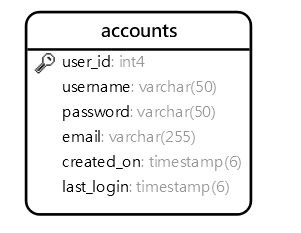 accounts
user_id: int4
username: varchar(50)
password: varchar(50)
email: varchar(255)
created_on: timestamp(6)
last_login: timestamp(6)